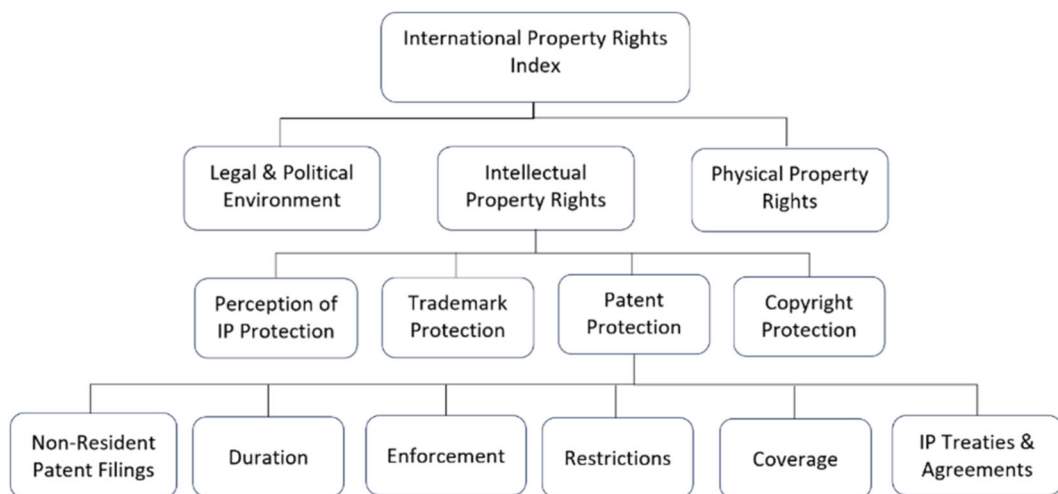 International Property Rights
Index
Legal & Political
Environment
Intellectual
Property Rights
Physical Property
Rights
Perception of
IP Protection
Trademark
Protection
Patent
Protection
Copyright
Protection
Non-Resident
Patent Filings
Duration
Enforcement
Restrictions
Coverage
IP Treaties &
Agreements